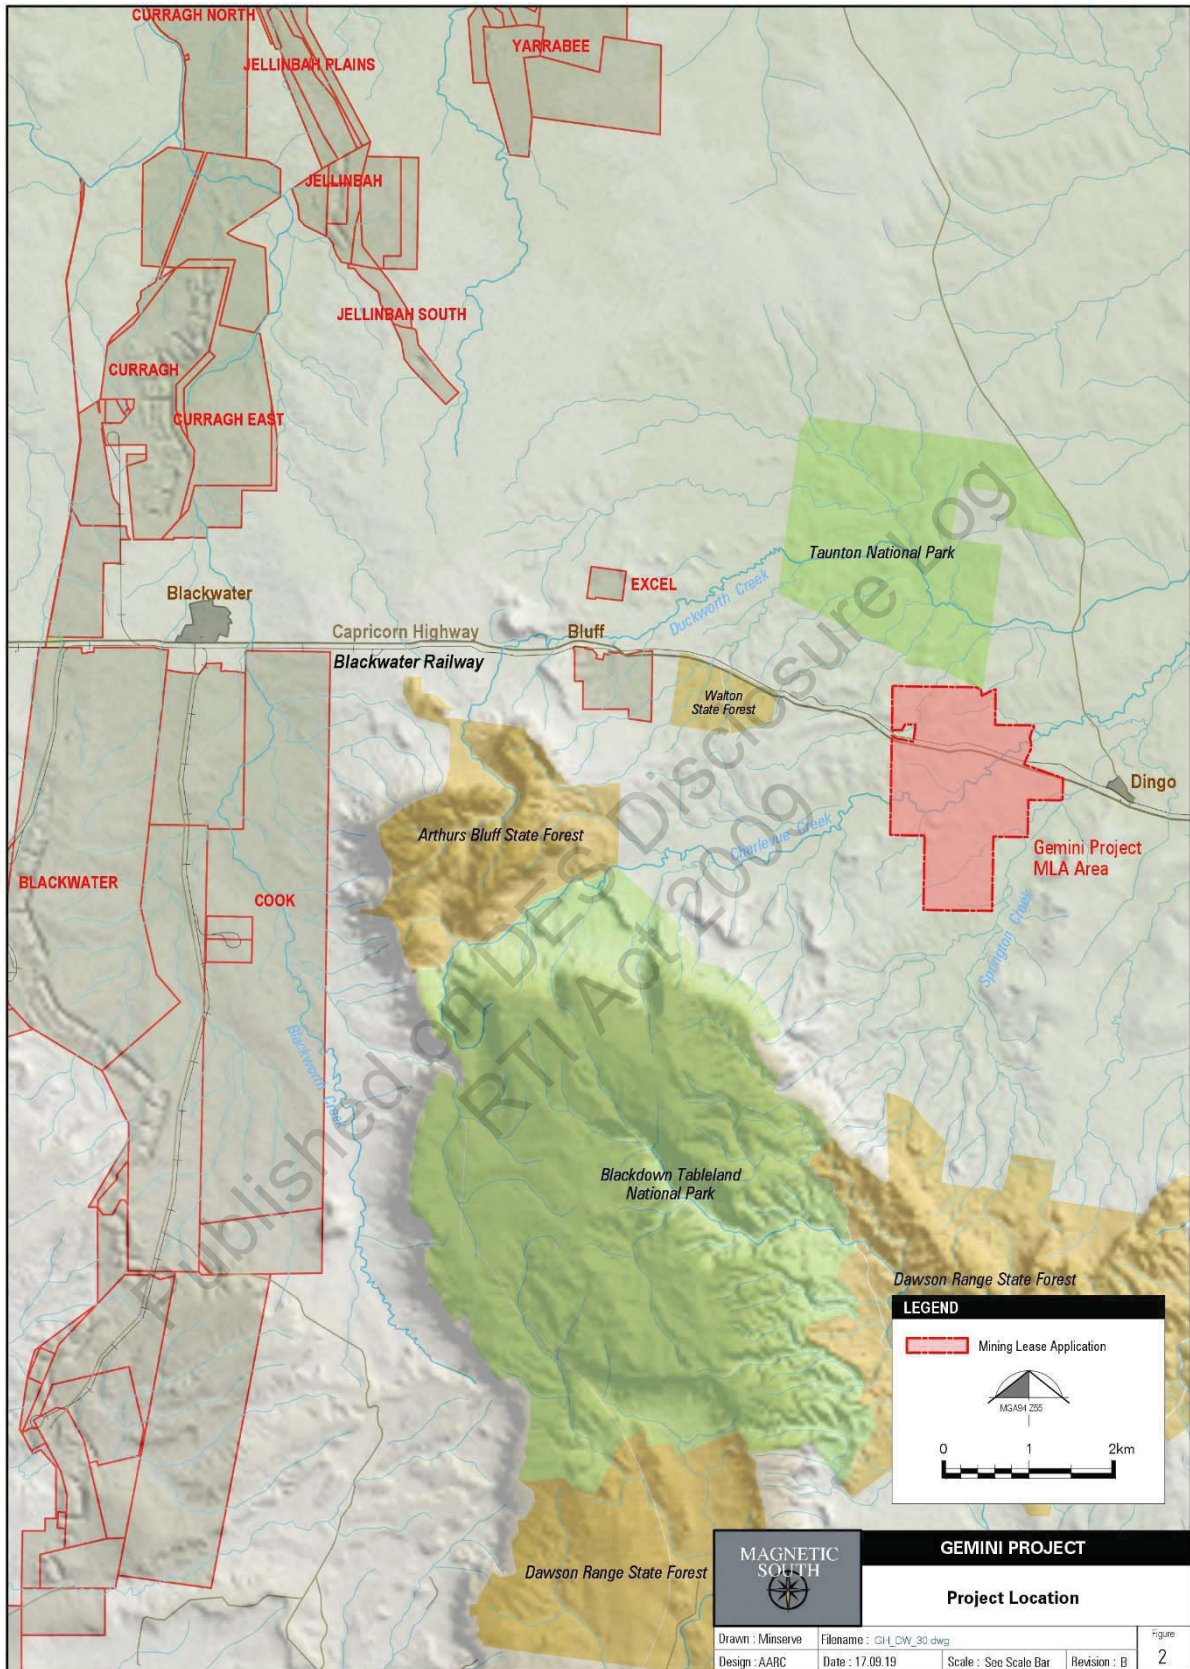 CURRAGH NORTH
JELLINBAH PLAINS
YARRABEE
JELLINBAH
JELLINBAH SOUTH
CURRAGH
CURRAGH EAST
Taunton National Park
EXCEL
Duckworth Creek
Blackwater
Capricorn Highway
Bluff
Blackwater Railway
Walton
State Forest
Dingo
Arthurs Bluff State Forest
Cherlevue Creek
Gemini Project
MLA Area
BLACKWATER
COOK
Springton Creek
Blackworth Creek
Published on DES Disclosure Log
RTI Act 2009
Blackdown Tableland
National Park
Dawson Range State Forest
LEGEND
Mining Lease Application
MGA94 Z55
0 1 2km
Dawson Range State Forest
MAGNETIC
SOUTH
GEMINI PROJECT
Project Location
Drawn : Minserve
Filename : GH_DW_30.dwg
Figure
Design : AARC
Date : 17.09.19
Scale : See Scale Bar
Revision : B
2